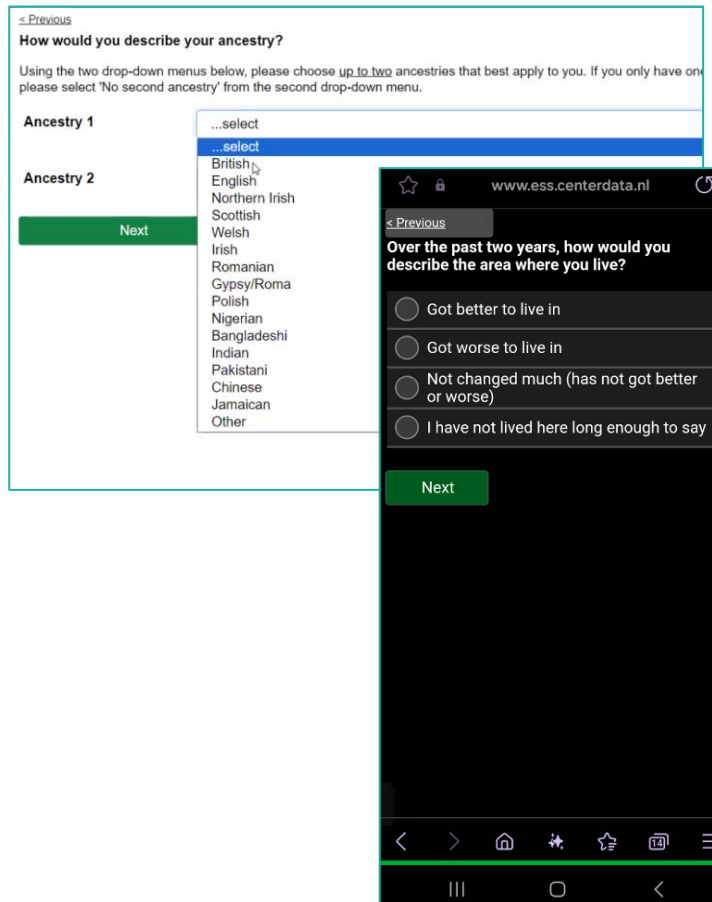 < Previous
How would you describe your ancestry?
Using the two drop-down menus below, please choose up to two ancestries that best apply to you. If you only have one
please select 'No second ancestry' from the second drop-down menu.
Ancestry 1
...select
...select
British
English
Northern Irish
Scottish
Welsh
Irish
Romanian
Gypsy/Roma
Polish
Nigerian
Bangladeshi
Indian
Pakistani
Chinese
Jamaican
Other
Ancestry 2
Next
www.ess.centerdata.nl
< Previous
Over the past two years, how would you
describe the area where you live?
Got better to live in
Got worse to live in
Not changed much (has not got better
or worse)
I have not lived here long enough to say
Next
14